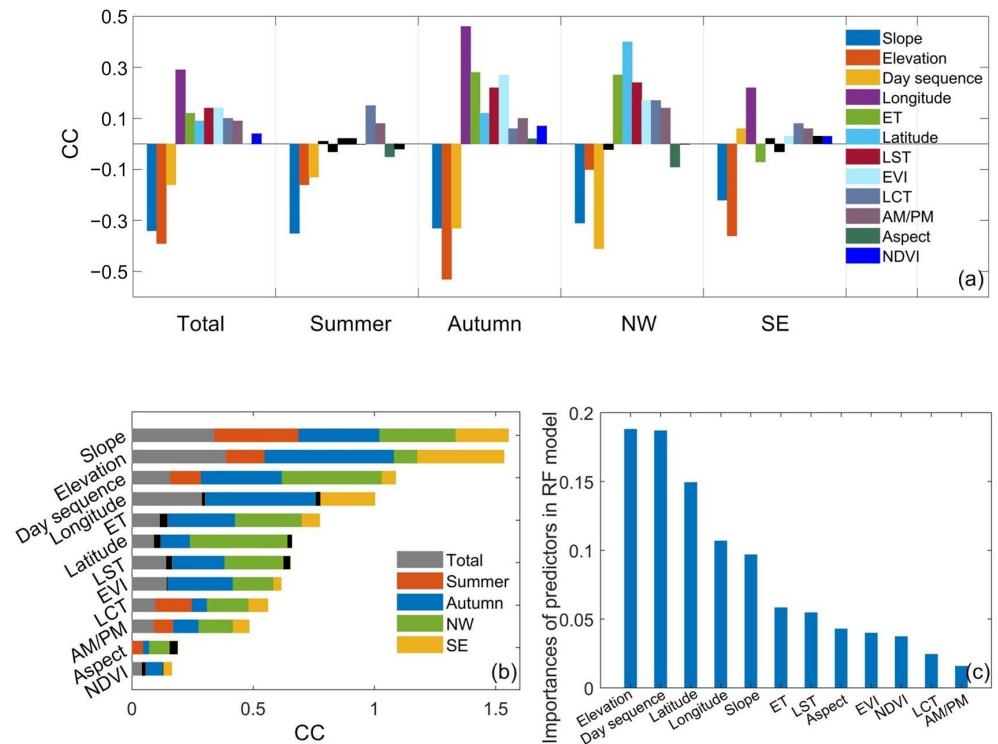 0.5
0.3
0.1
−0.1
−0.3
−0.5
CC
Total
Summer
Autumn
NW
SE
Slope
Elevation
Day sequence
Longitude
ET
Latitude
LST
EVI
LCT
AM/PM
Aspect
NDVI
(a)
Slope
Elevation
Day sequence
Longitude
ET
Latitude
LST
EVI
LCT
AM/PM
Aspect
NDVI
Total
Summer
Autumn
NW
SE
(b)
0
0.5
1
1.5
CC
Importances of predictors in RF model
0.2
0.15
0.1
0.05
0
(c)
Elevation
Day sequence
Latitude
Longitude
Slope
ET
LST
Aspect
EVI
NDVI
LCT
AM/PM